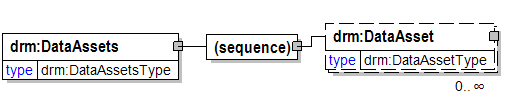 drm:DataAssets
type drm:DataAssetsType
(sequence)
drm:DataAsset
type drm:DataAssetType
0.. ∞